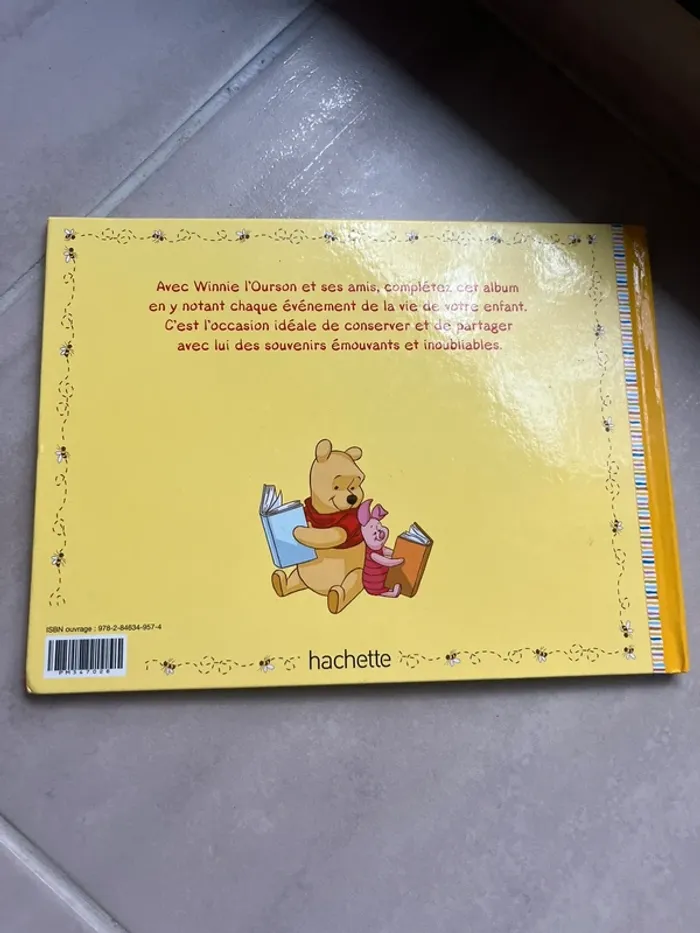 Avec Winnie l'Ourson et ses amis, complétez cet album
en y notant chaque événement de la vie de votre enfant.
C'est l'occasion idéale de conserver et de partager
avec lui des souvenirs émouvants et inoubliables.
ISBN ouvrage : 978-2-84634-957-4
PM347028
hachette